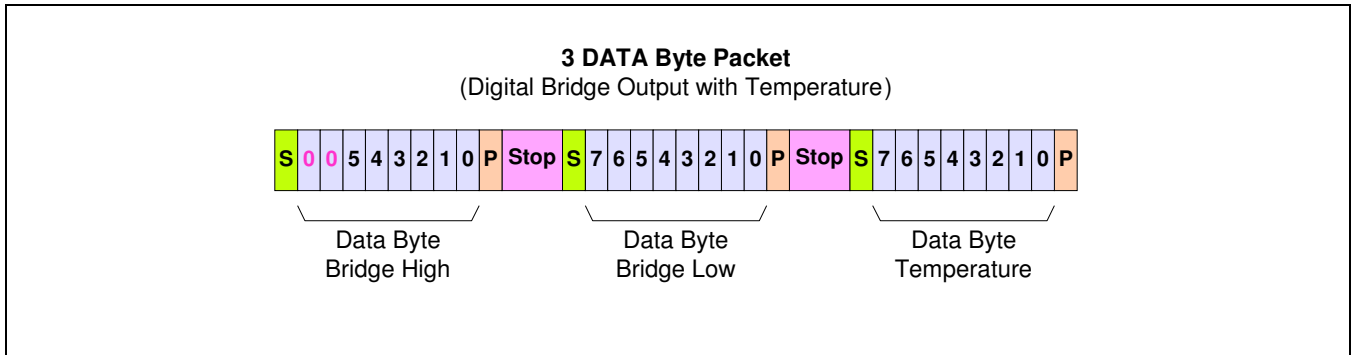 3 DATA Byte Packet
(Digital Bridge Output with Temperature)
S 0 0 5 4 3 2 1 0 P Stop S 7 6 5 4 3 2 1 0 P Stop S 7 6 5 4 3 2 1 0 P
Data Byte Data Byte Data Byte
Bridge High Bridge Low Temperature